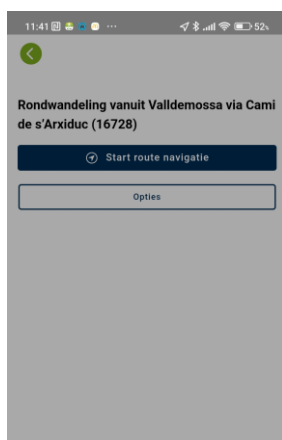 11:41 ... 52%
Rondwandeling vanuit Valldemossa via Cami
de s'Arxiduc (16728)
Start route navigatie
Opties